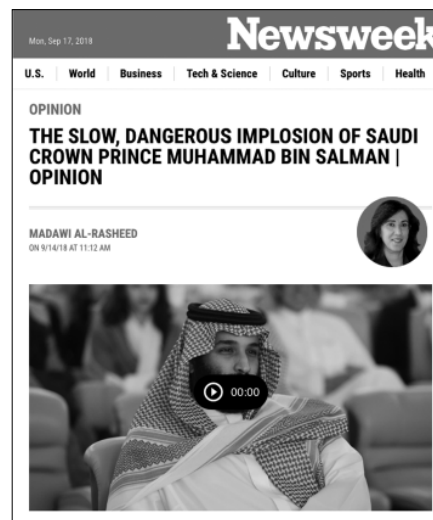 Mon, Sep 17, 2018
Newsweek
U.S. World Business Tech & Science Culture Sports Health
OPINION
THE SLOW, DANGEROUS IMPLOSION OF SAUDI
CROWN PRINCE MUHAMMAD BIN SALMAN |
OPINION
MADAWI AL-RASHEED
ON 9/14/18 AT 11:12 AM
00:00